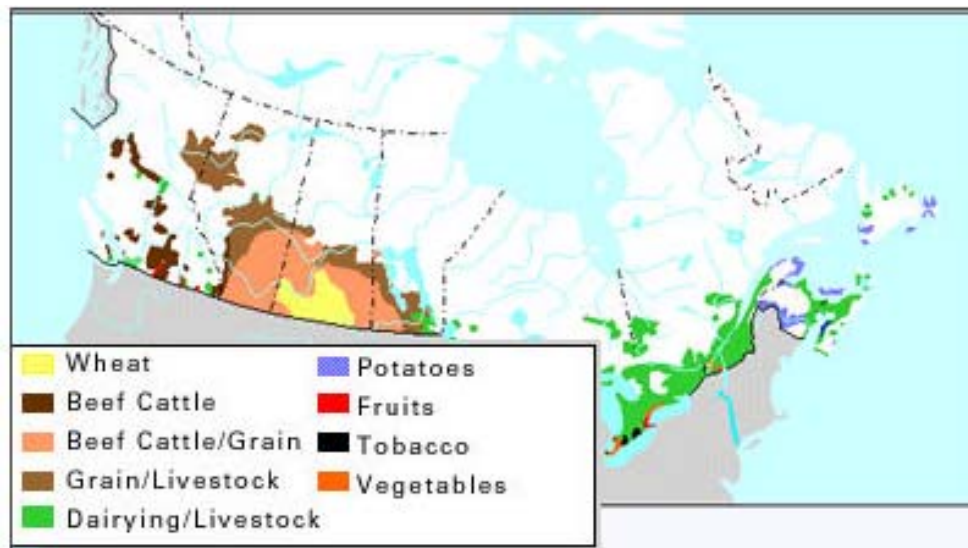 Wheat
Beef Cattle
Beef Cattle/Grain
Grain/Livestock
Dairying/Livestock
Potatoes
Fruits
Tobacco
Vegetables